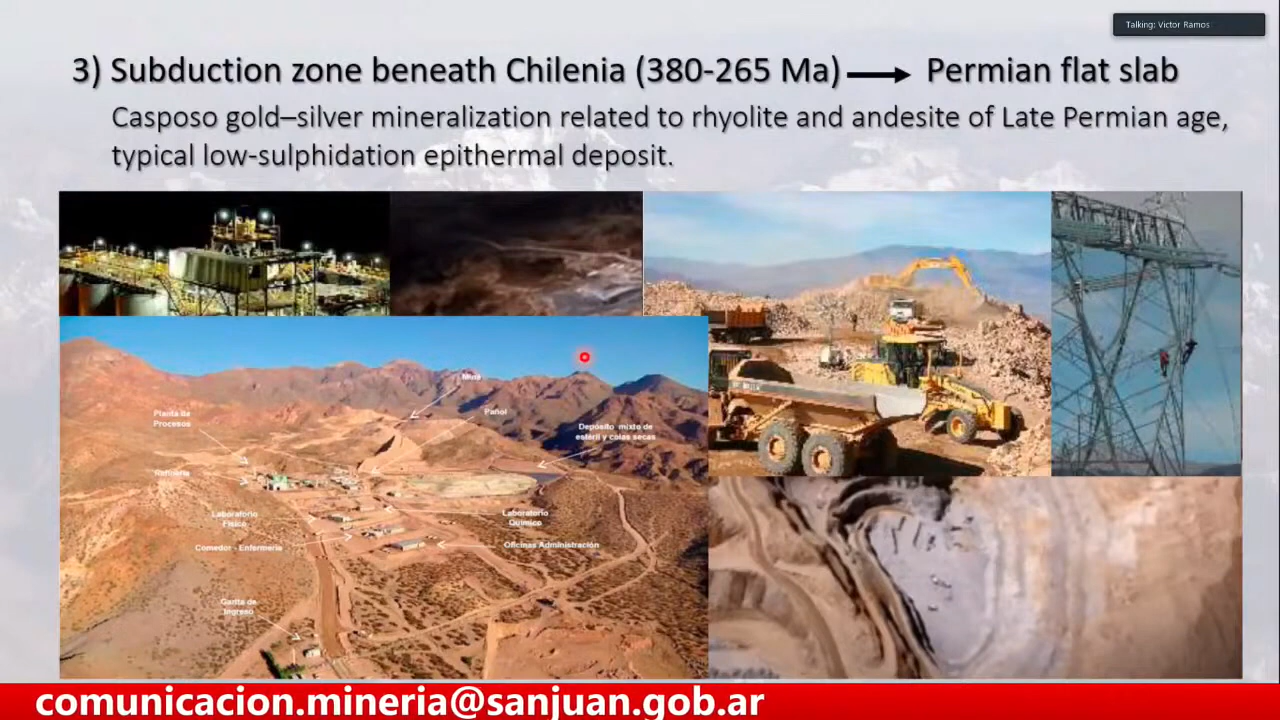 Talking: Victor Ramos
3) Subduction zone beneath Chilenia (380-265 Ma) → Permian flat slab
Casposo gold–silver mineralization related to rhyolite and andesite of Late Permian age,
typical low-sulphidation epithermal deposit.
Mina
Planta de
Procesos
Pañol
Depósito mixto de
estéril y colas secas
Refinería
Laboratorio
Físico
Laboratorio
Químico
Comedor - Enfermería
Oficinas Administración
Garita de
Ingreso
comunicacion.mineria@sanjuan.gob.ar